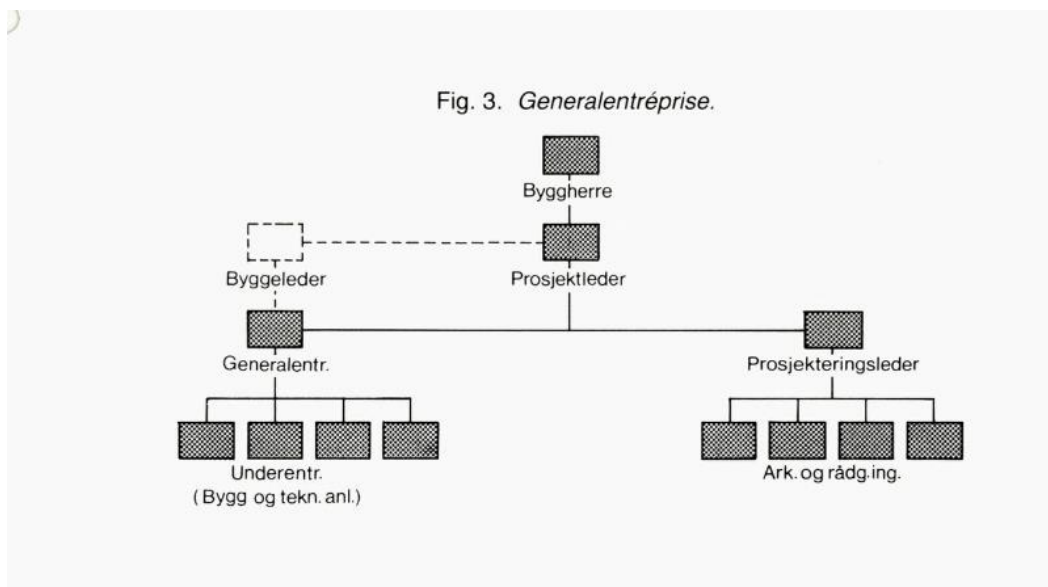 Fig. 3. Generalentréprise.
Byggherre
Byggeleder
Prosjektleder
Generalentr.
Prosjekteringsleder
Underentr.
(Bygg og tekn. anl.)
Ark. og rådg.ing.